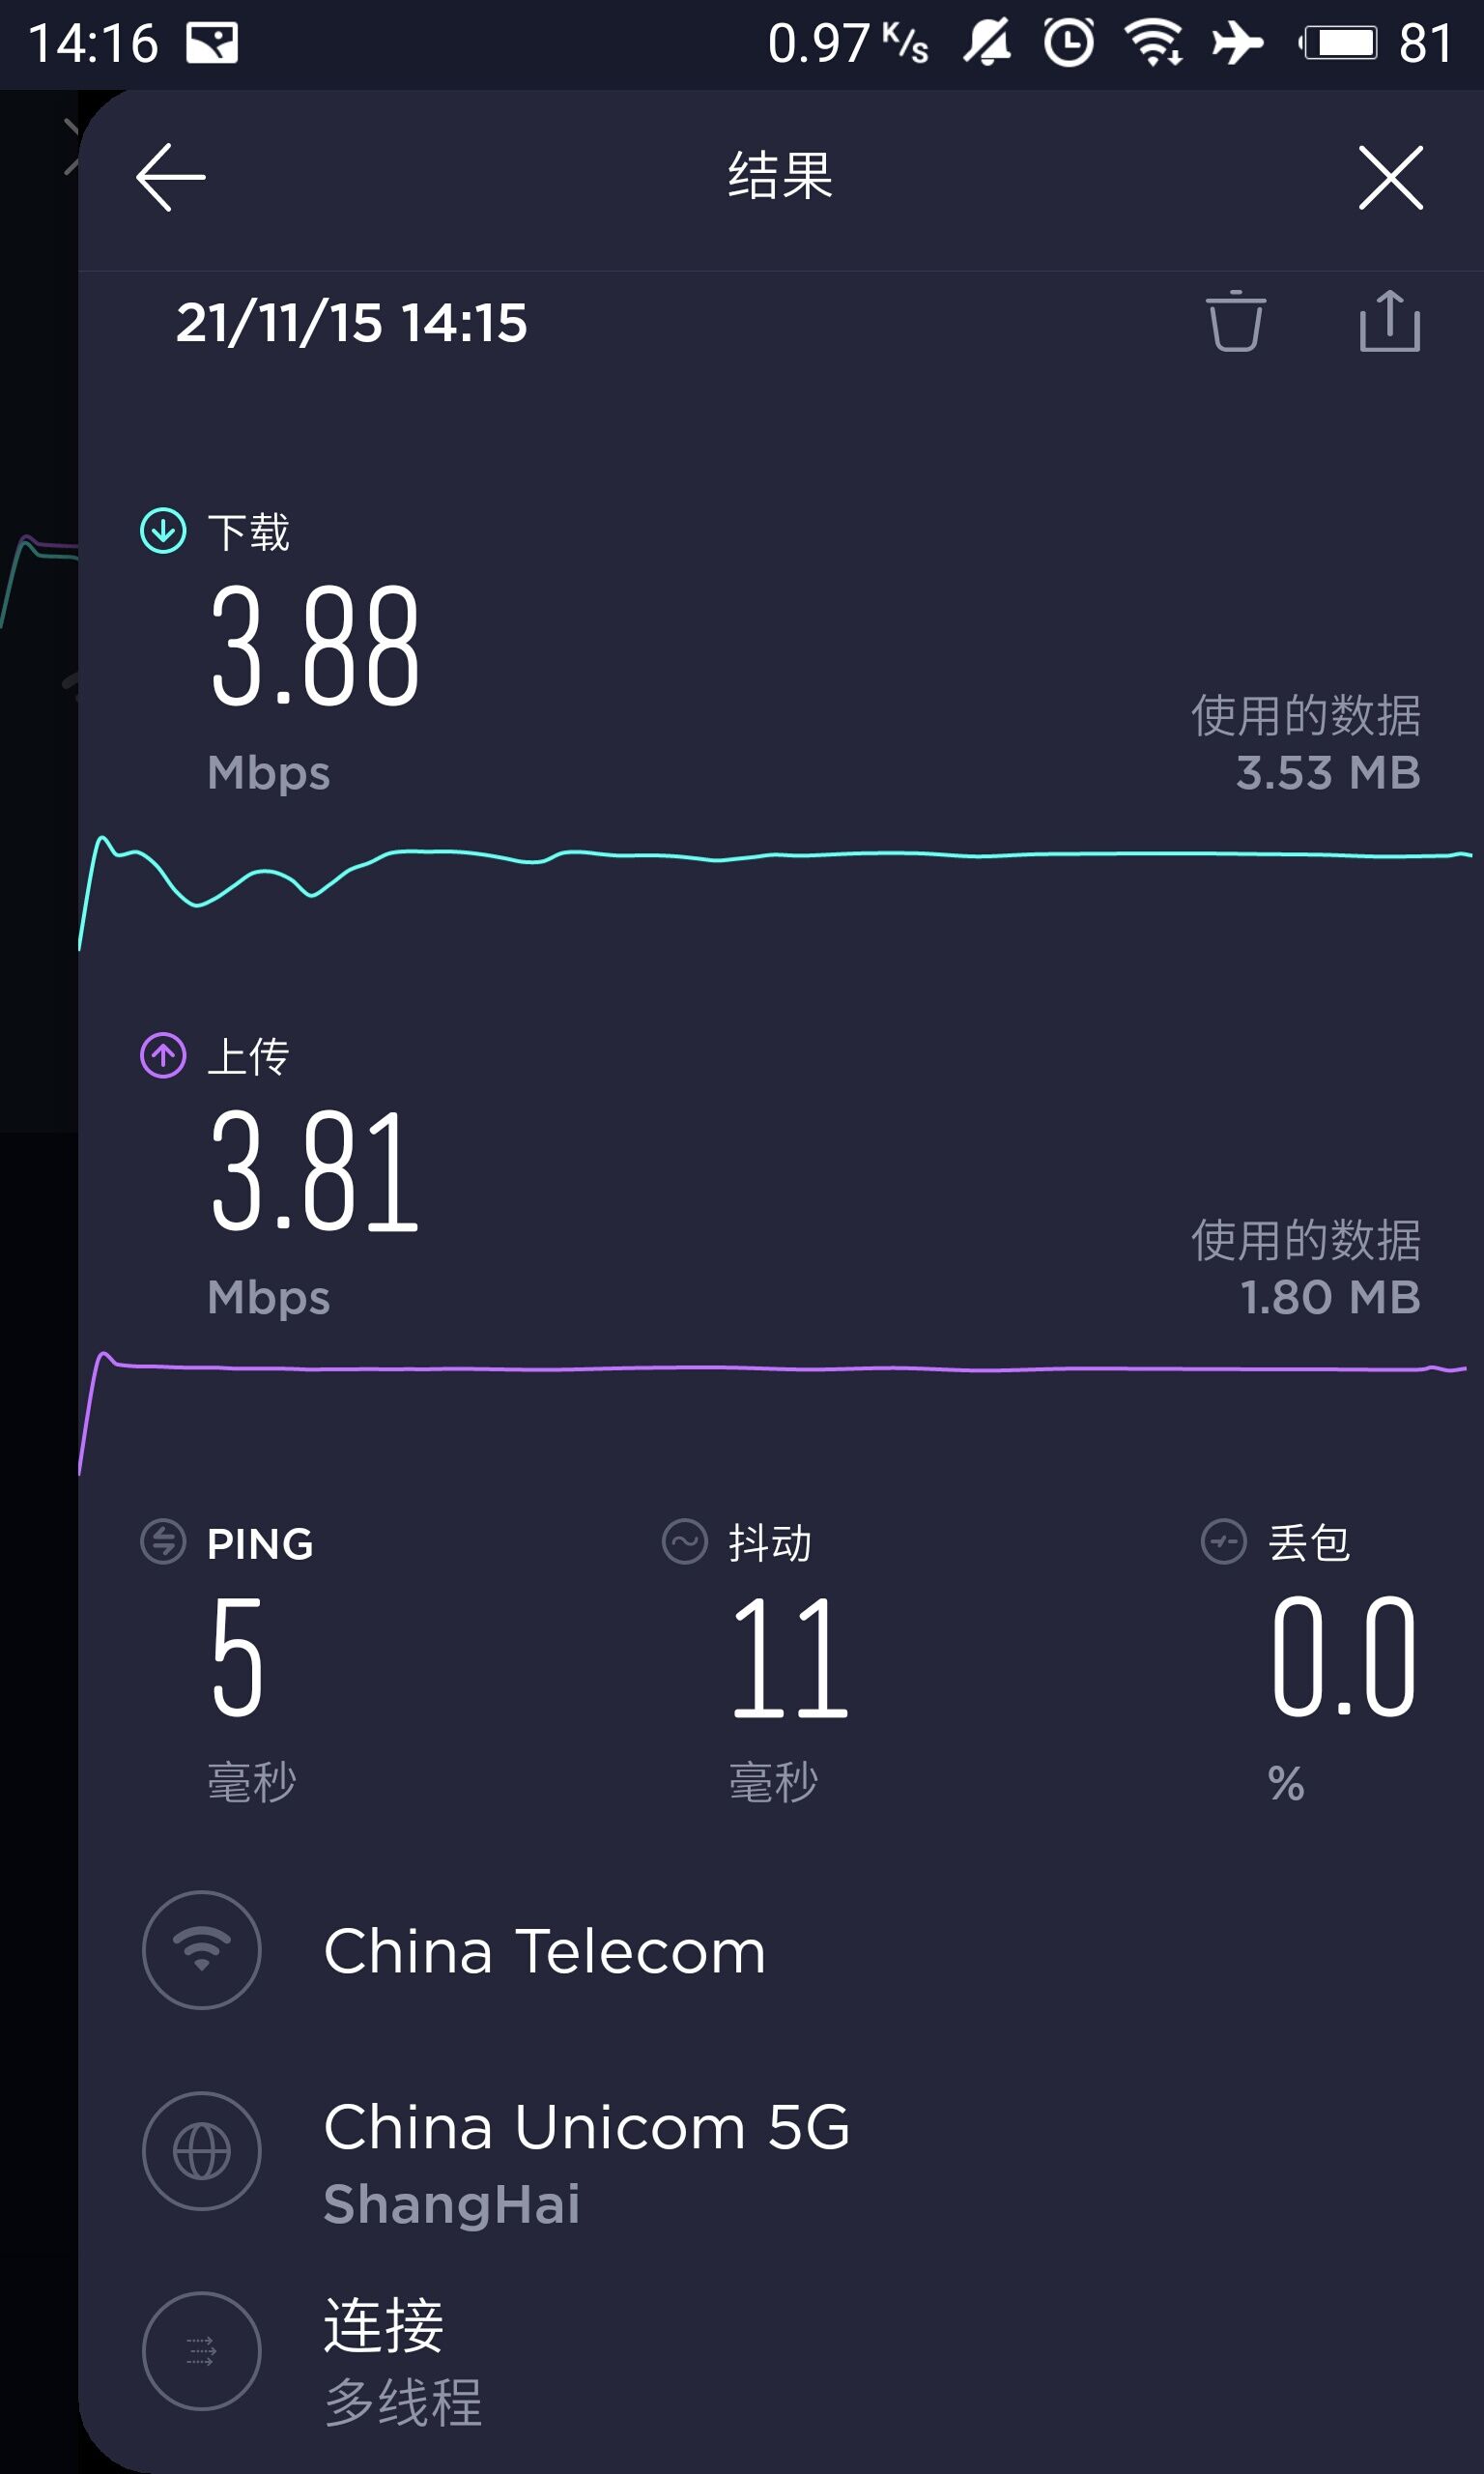 14:16 0.97 K/s 81
结果
21/11/15 14:15
下载
3.88
使用的数据
Mbps 3.53 MB
上传
3.81
使用的数据
Mbps 1.80 MB
PING 抖动 丢包
5 11 0.0
毫秒 毫秒 %
China Telecom
China Unicom 5G
ShangHai
连接
多线程